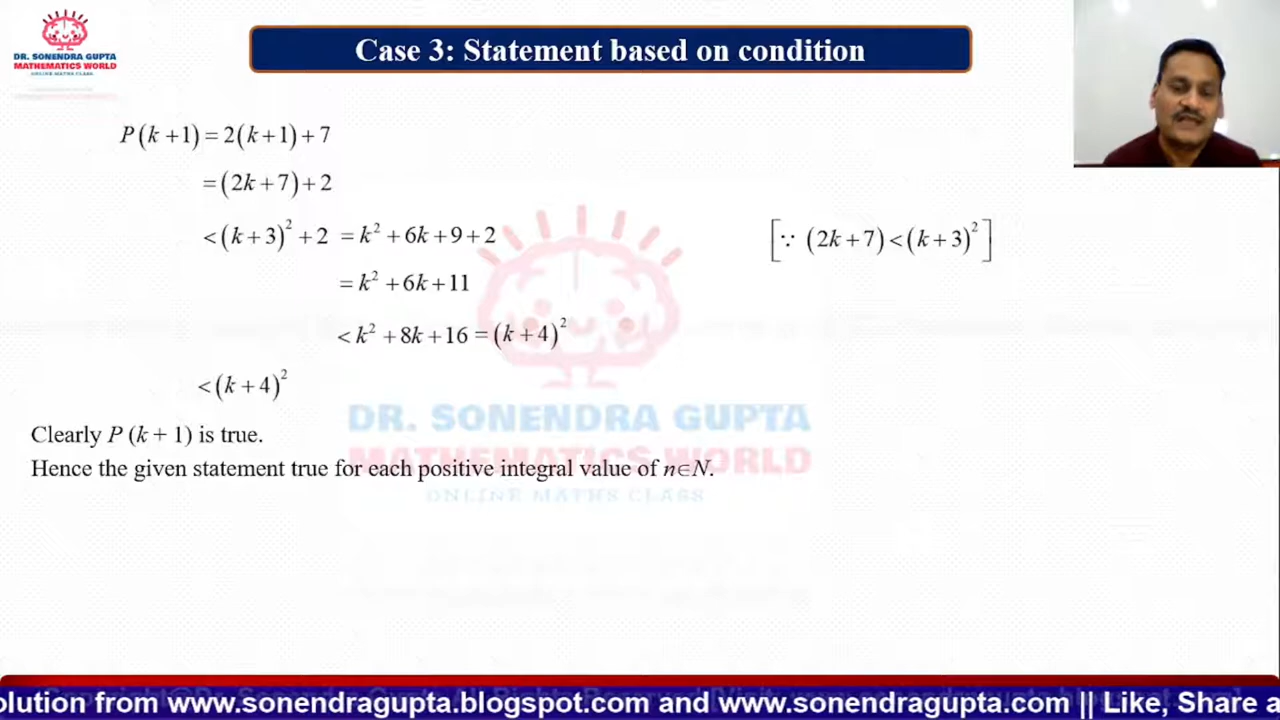 DR. SONENDRA GUPTA
MATHEMATICS WORLD
ONLINE MATHS CLASS
Case 3: Statement based on condition
P(k+1) = 2(k+1)+7
= (2k+7)+2
< (k+3)² + 2 = k² + 6k + 9 + 2 [∵ (2k+7) < (k+3)²]
= k² + 6k + 11
< k² + 8k + 16 = (k+4)²
< (k+4)²
DR. SONENDRA GUPTA
MATHEMATICS WORLD
ONLINE MATHS CLASS
Clearly P (k + 1) is true.
Hence the given statement true for each positive integral value of n∈N.
olution from www.sonendragupta.blogspot.com and www.sonendragupta.com || Like, Share a